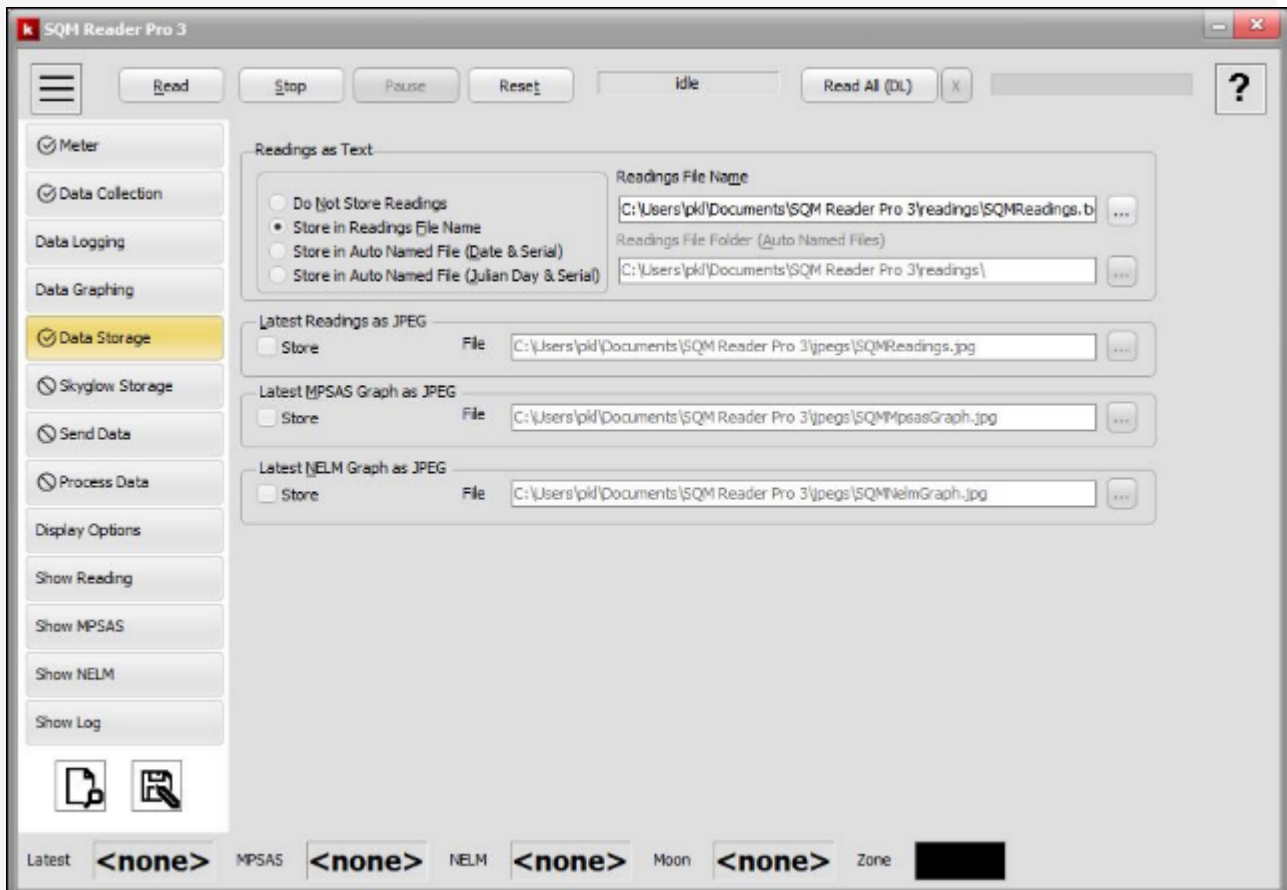 SQM Reader Pro 3
Read Stop Pause Reset idle Read All (DL) X ?
Meter
Data Collection
Data Logging
Data Graphing
Data Storage
Skyglow Storage
Send Data
Process Data
Display Options
Show Reading
Show MPSAS
Show NELM
Show Log
Readings as Text
Do Not Store Readings
Store in Readings File Name
Store in Auto Named File (Date & Serial)
Store in Auto Named File (Julian Day & Serial)
Readings File Name
C:\Users\pkl\Documents\SQM Reader Pro 3\readings\SQMReadings.t
...
Readings File Folder (Auto Named Files)
C:\Users\pkl\Documents\SQM Reader Pro 3\readings\
...
Latest Readings as JPEG
Store File C:\Users\pkl\Documents\SQM Reader Pro 3\jpegs\SQMReadings.jpg ...
Latest MPSAS Graph as JPEG
Store File C:\Users\pkl\Documents\SQM Reader Pro 3\jpegs\SQMMpsasGraph.jpg ...
Latest NELM Graph as JPEG
Store File C:\Users\pkl\Documents\SQM Reader Pro 3\jpegs\SQMNelmGraph.jpg ...
Latest <none> MPSAS <none> NELM <none> Moon <none> Zone